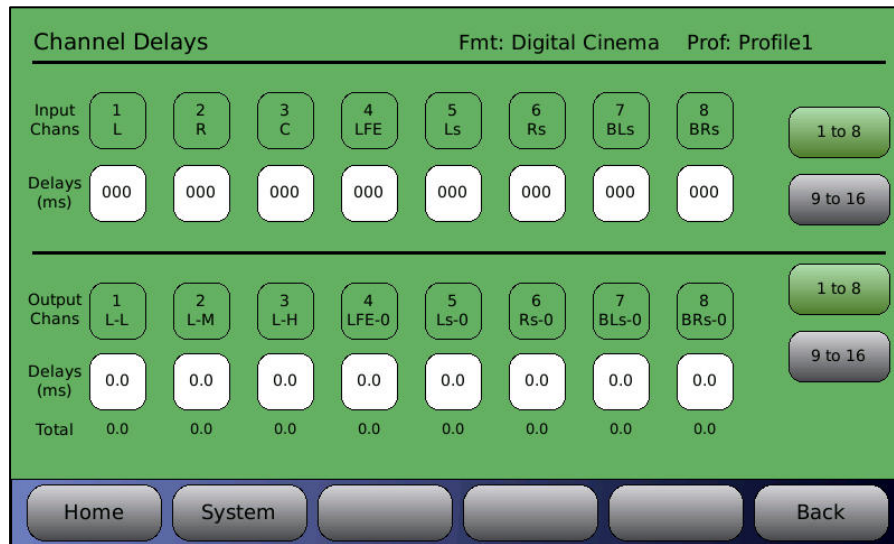 Channel Delays Fmt: Digital Cinema Prof: Profile1
Input Chans 1 L 2 R 3 C 4 LFE 5 Ls 6 Rs 7 BLs 8 BRs
1 to 8
Delays (ms) 000 000 000 000 000 000 000 000
9 to 16
Output Chans 1 L-L 2 L-M 3 L-H 4 LFE-0 5 Ls-0 6 Rs-0 7 BLs-0 8 BRs-0
1 to 8
Delays (ms) 0.0 0.0 0.0 0.0 0.0 0.0 0.0 0.0
9 to 16
Total 0.0 0.0 0.0 0.0 0.0 0.0 0.0 0.0
Home System Back